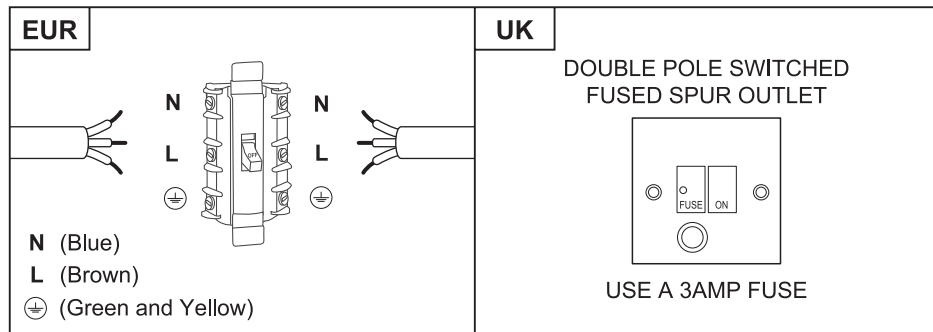 EUR
N
N
L
OFF
L
N (Blue)
L (Brown)
(Green and Yellow)
UK
DOUBLE POLE SWITCHED
FUSED SPUR OUTLET
FUSE
ON
USE A 3AMP FUSE